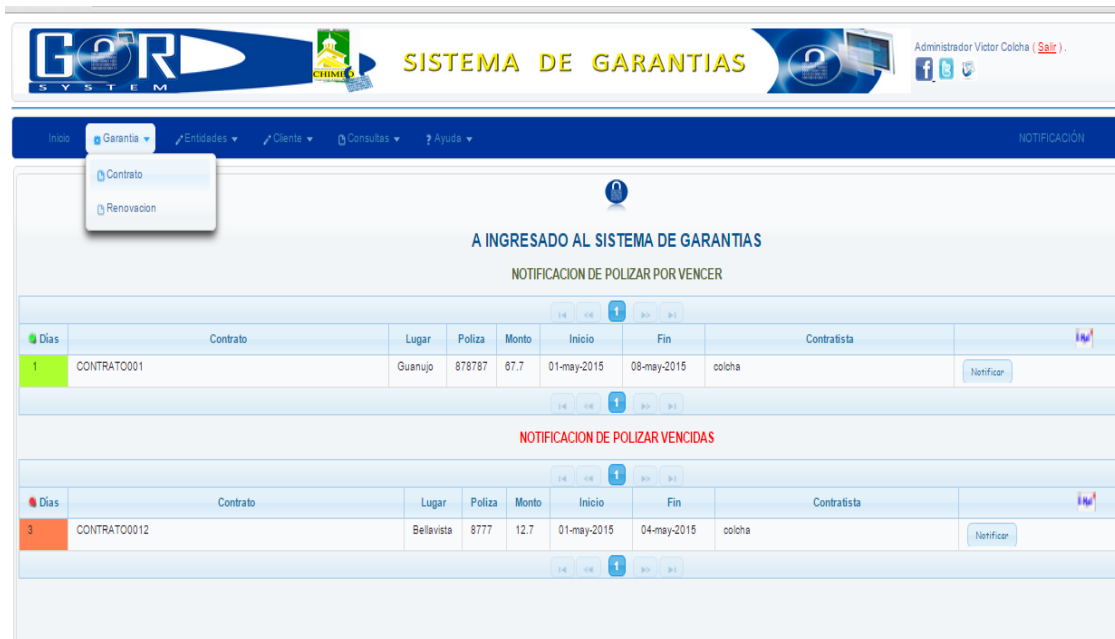 GOR
SYSTEM
CHIMBO
SISTEMA DE GARANTIAS
Administrador Victor Colcha ( Salir ) .
Inicio Garantia Entidades Cliente Consultas ? Ayuda NOTIFICACIÓN
Contrato
Renovacion
A INGRESADO AL SISTEMA DE GARANTIAS
NOTIFICACION DE POLIZAR POR VENCER
1
Días Contrato Lugar Poliza Monto Inicio Fin Contratista
1 CONTRATO001 Guanujo 878787 67.7 01-may-2015 08-may-2015 colcha Notificar
1
NOTIFICACION DE POLIZAR VENCIDAS
1
Días Contrato Lugar Poliza Monto Inicio Fin Contratista
3 CONTRATO0012 Bellavista 8777 12.7 01-may-2015 04-may-2015 colcha Notificar
1